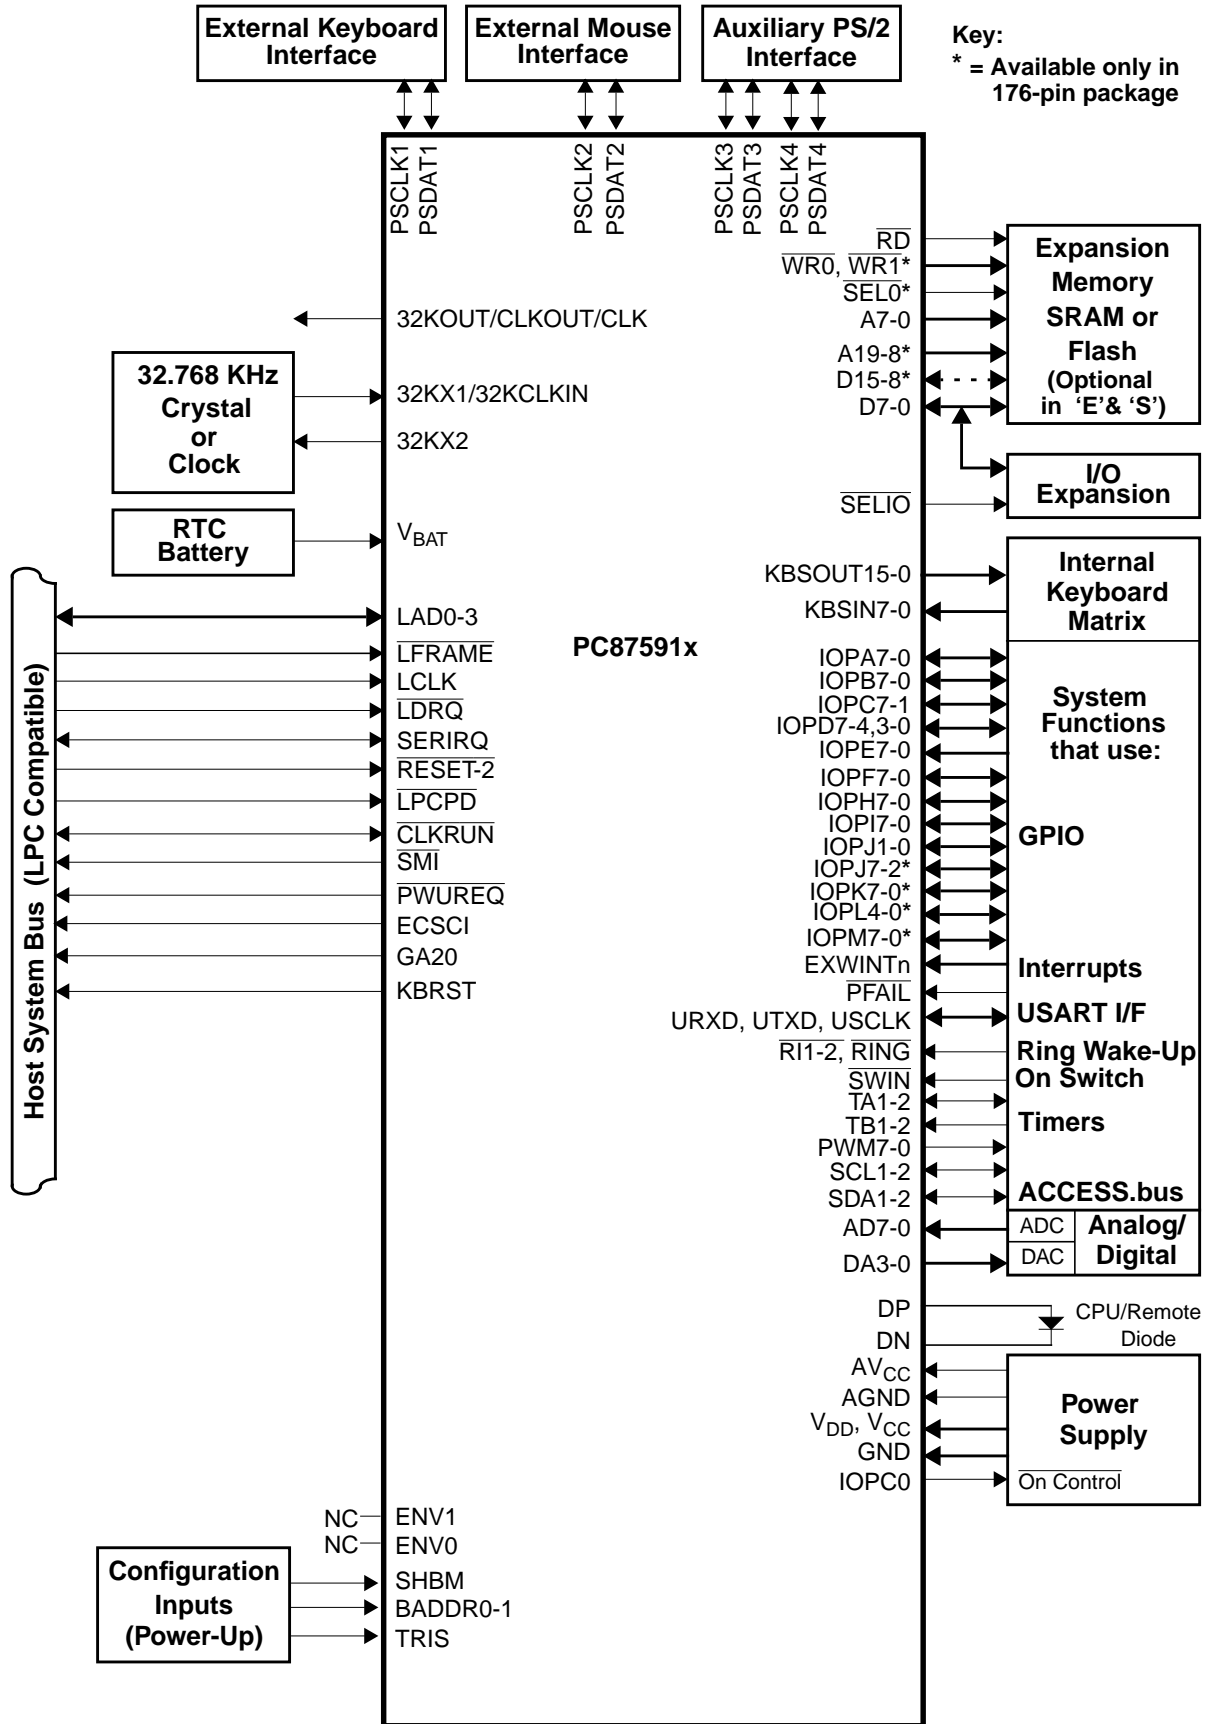 External Keyboard
Interface
External Mouse
Interface
Auxiliary PS/2
Interface
Key:
* = Available only in
176-pin package
PSCLK1
PSDAT1
PSCLK2
PSDAT2
PSCLK3
PSDAT3
PSCLK4
PSDAT4
32KOUT/CLKOUT/CLK
32.768 KHz
Crystal
or
Clock
32KX1/32KCLKIN
32KX2
RTC
Battery
VBAT
Host System Bus (LPC Compatible)
LAD0-3
LFRAME
LCLK
LDRQ
SERIRQ
RESET-2
LPCPD
CLKRUN
SMI
PWUREQ
ECSCI
GA20
KBRST
PC87591x
RD
WR0, WR1*
SEL0*
A7-0
A19-8*
D15-8*
D7-0
Expansion
Memory
SRAM or
Flash
(Optional
in ‘E’& ‘S’)
SELIO
I/O
Expansion
KBSOUT15-0
KBSIN7-0
Internal
Keyboard
Matrix
IOPA7-0
IOPB7-0
IOPC7-1
IOPD7-4,3-0
IOPE7-0
IOPF7-0
IOPH7-0
IOPI7-0
IOPJ1-0
IOPJ7-2*
IOPK7-0*
IOPL4-0*
IOPM7-0*
EXWINTn
PFAIL
URXD, UTXD, USCLK
RI1-2, RING
SWIN
TA1-2
TB1-2
PWM7-0
SCL1-2
SDA1-2
AD7-0
DA3-0
System
Functions
that use:
GPIO
Interrupts
USART I/F
Ring Wake-Up
On Switch
Timers
ACCESS.bus
ADC
DAC
Analog/
Digital
DP
DN
CPU/Remote
Diode
AVCC
AGND
VDD, VCC
GND
IOPC0
Power
Supply
On Control
NC
ENV1
NC
ENV0
Configuration
Inputs
(Power-Up)
SHBM
BADDR0-1
TRIS